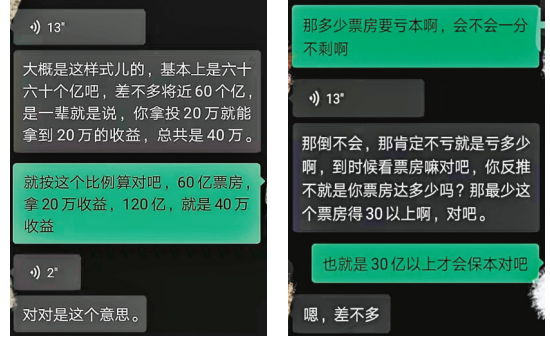 13"
大概是这样式儿的，基本上是六十
六十个亿吧，差不多将近60个亿，
是一辈就是说，你拿投20万就能
拿到20万的收益，总共是40万。
就按这个比例算对吧，60亿票房，
拿20万收益，120亿，就是40万
收益
2"
对对是这个意思。
那多少票房要亏本啊，会不会一分
不剩啊
13"
那倒不会，那肯定不亏就是亏多少
啊，到时候看票房嘛对吧，你反推
不就是你票房达多少吗？那最少这
个票房得30以上啊，对吧。
也就是30亿以上才会保本对吧
嗯，差不多